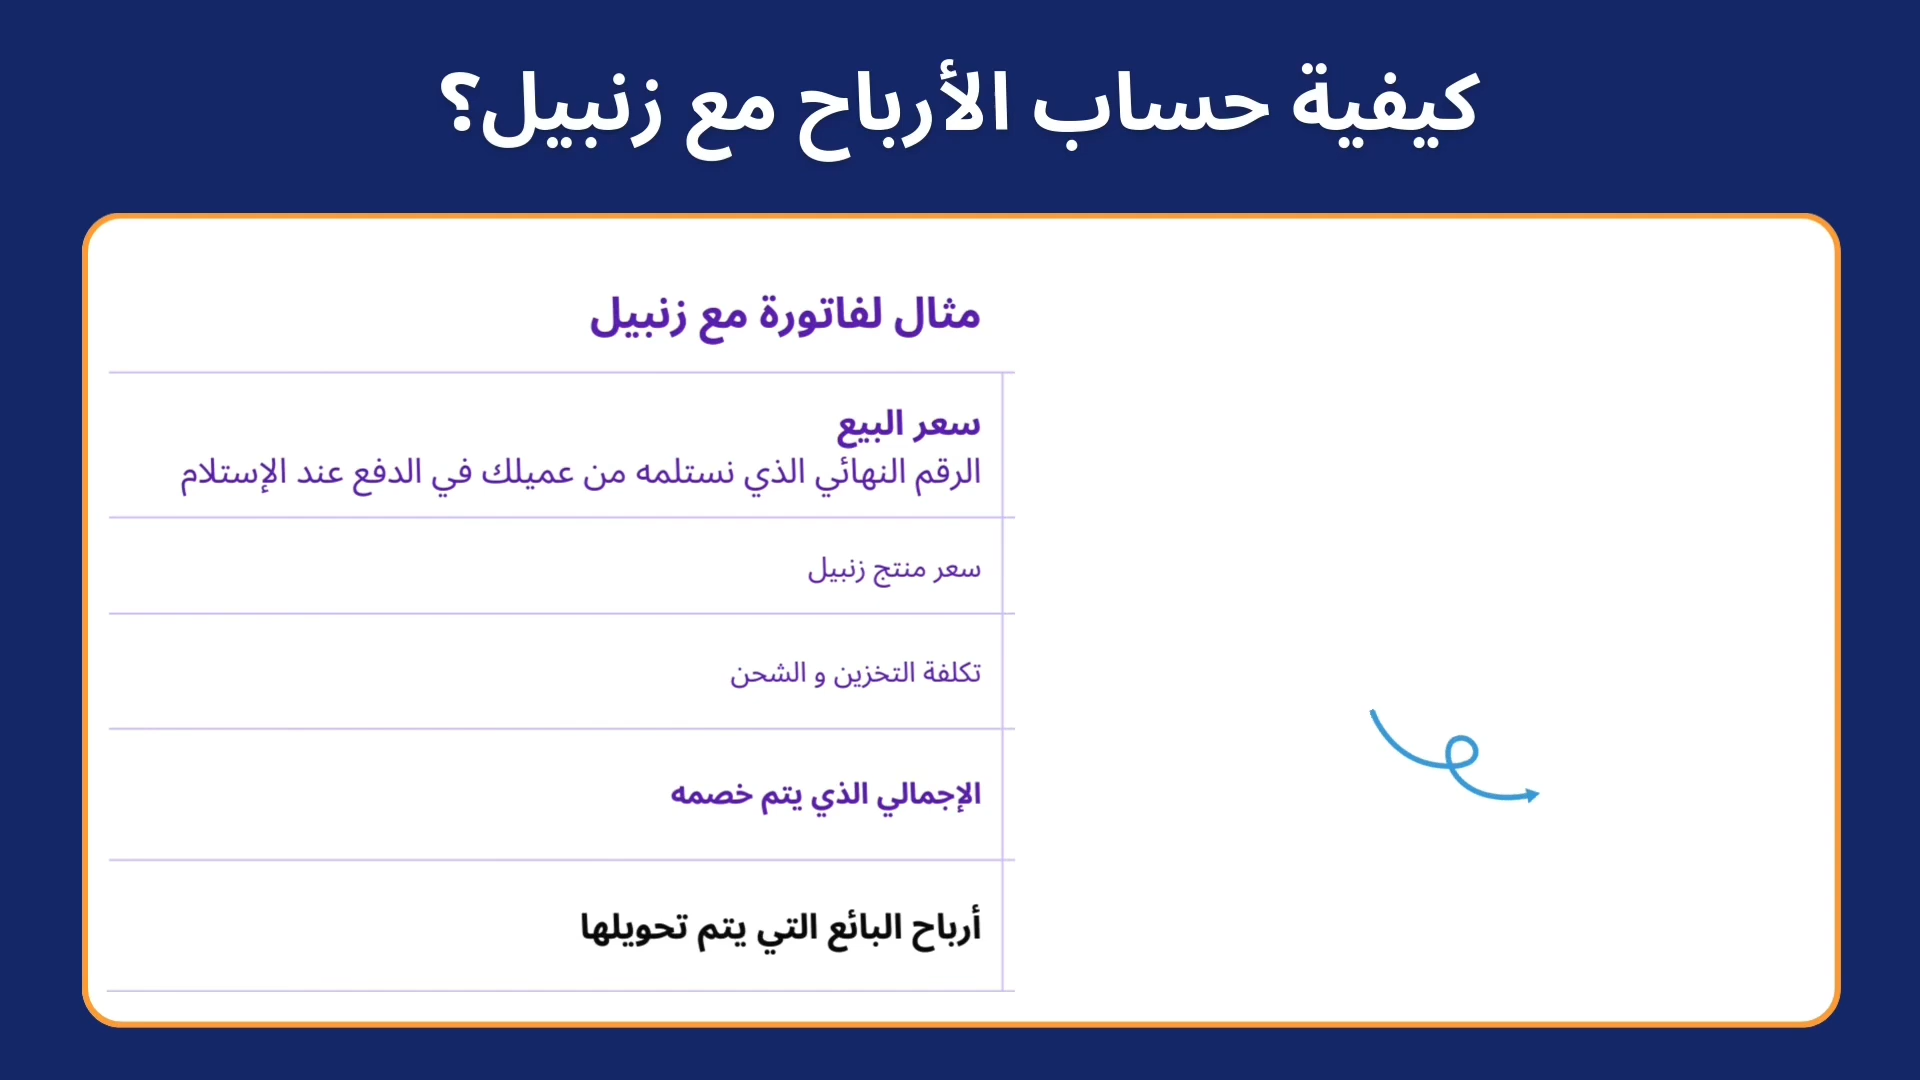 كيفية حساب الأرباح مع زنبيل؟
مثال لفاتورة مع زنبيل
سعر البيع
الرقم النهائي الذي نستلمه من عميلك في الدفع عند الإستلام
سعر منتج زنبيل
تكلفة التخزين و الشحن
الإجمالي الذي يتم خصمه
أرباح البائع التي يتم تحويلها